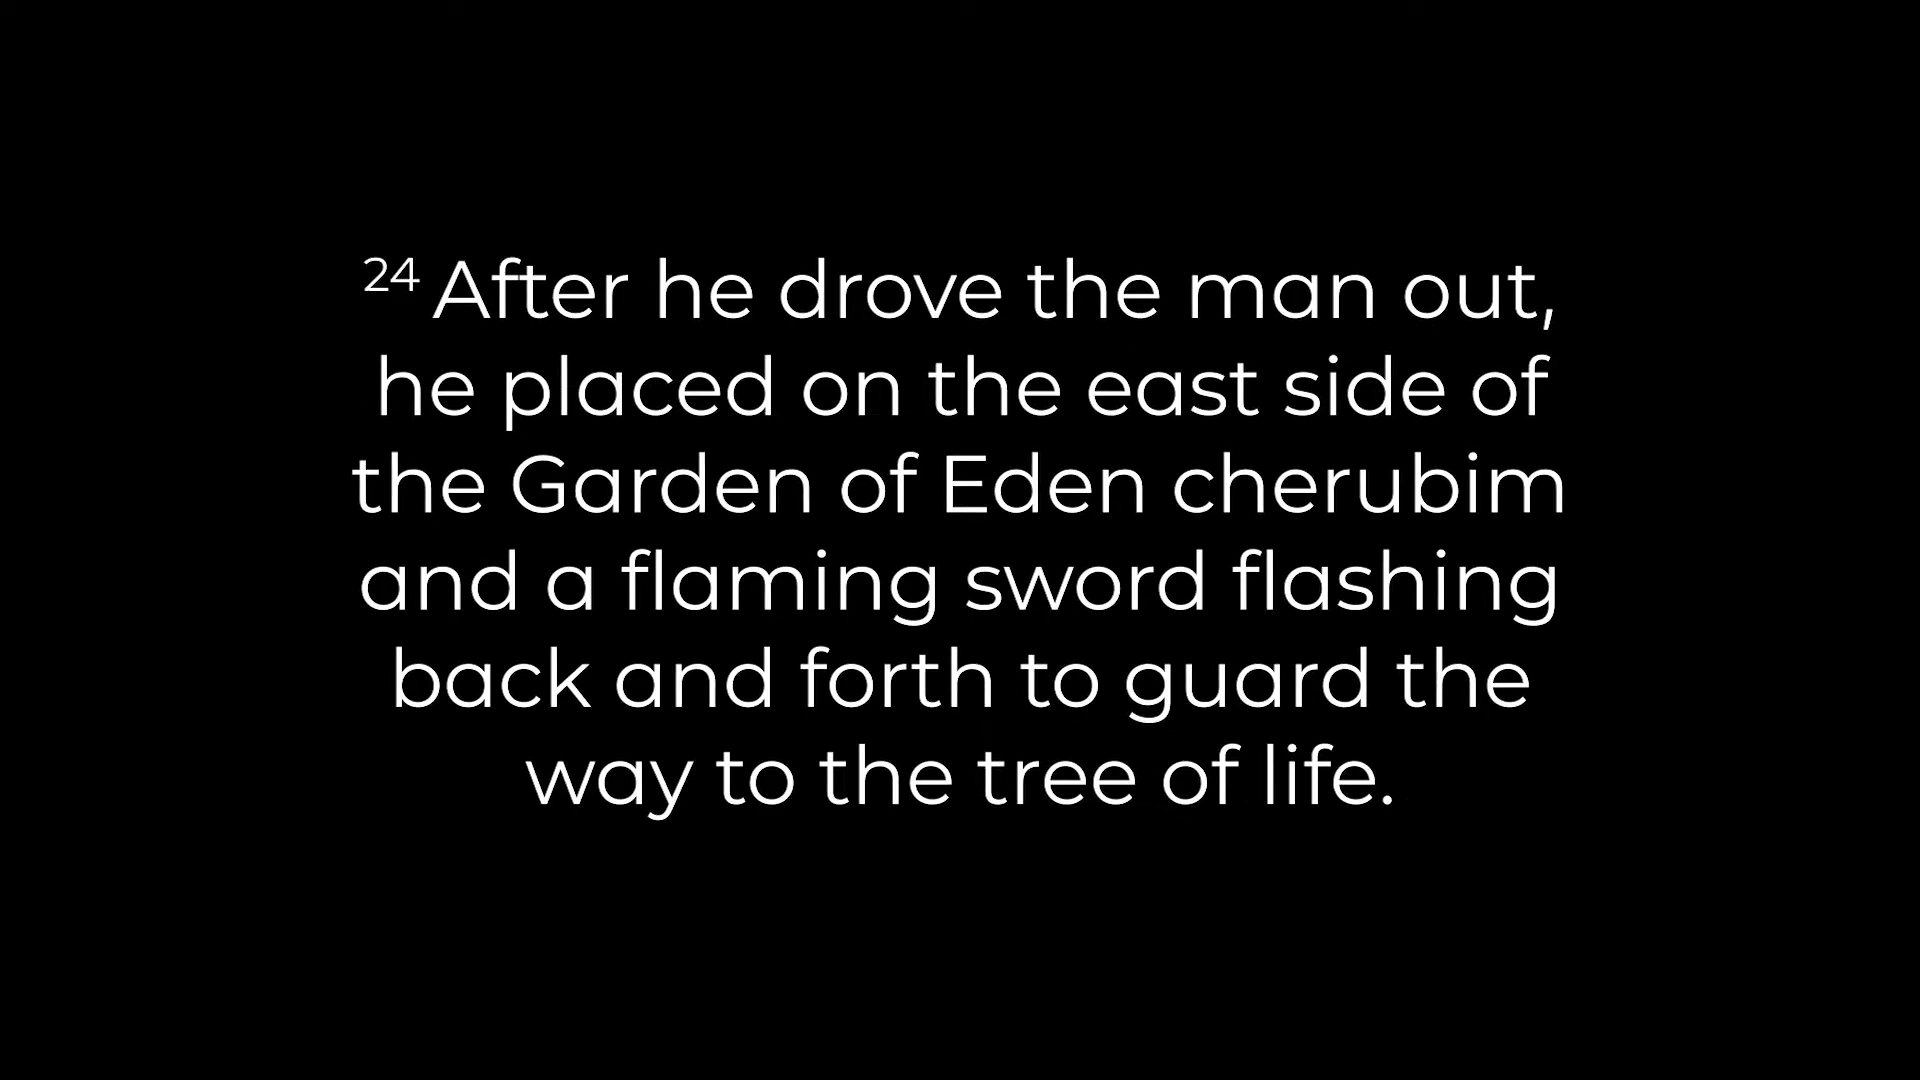 24 After he drove the man out,
he placed on the east side of
the Garden of Eden cherubim
and a flaming sword flashing
back and forth to guard the
way to the tree of life.